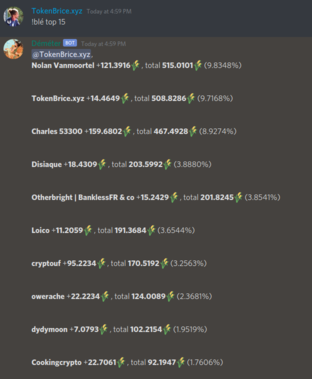 TokenBrice.xyz Today at 4:59 PM
!blé top 15
BOT Today at 4:59 PM
@TokenBrice.xyz,
Nolan Vanmoortel +121.3916 , total 515.0101 (9.8348%)
TokenBrice.xyz +14.4649 , total 508.8286 (9.7168%)
Charles 53300 +159.6802 , total 467.4928 (8.9274%)
Disiaque +18.4309 , total 203.5992 (3.8880%)
Otherbright | BanklessFR & co +15.2429 , total 201.8245 (3.8541%)
Loico +11.2059 , total 191.3684 (3.6544%)
cryptouf +95.2234 , total 170.5192 (3.2563%)
owerache +22.2234 , total 124.0089 (2.3681%)
dydymoon +7.0793 , total 102.2154 (1.9519%)
Cookingcrypto +22.7061 , total 92.1947 (1.7606%)